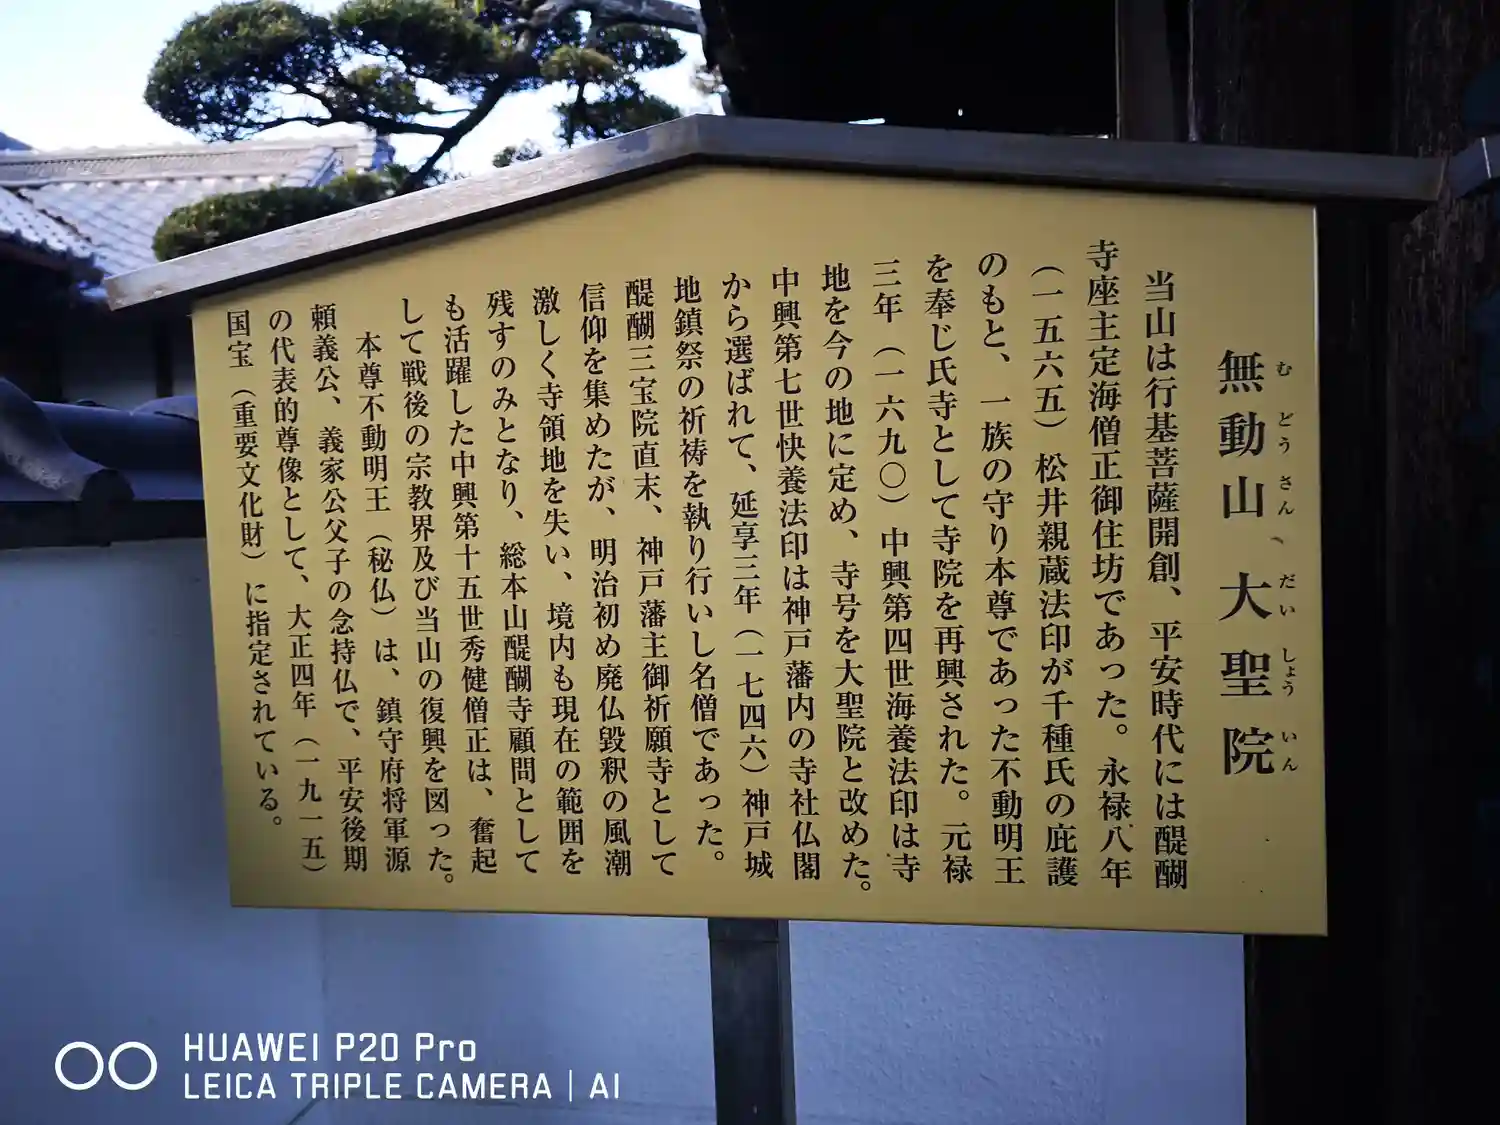 無動山 大聖院
むどうさん だいしょういん
当山は行基菩薩開創、平安時代には醍醐
寺座主定海僧正御住坊であった。永禄八年
（一五六五）松井親蔵法印が千種氏の庇護
のもと、一族の守り本尊であった不動明王
を奉じ氏寺として寺院を再興された。元禄
三年（一六九〇）中興第四世海養法印は寺
地を今の地に定め、寺号を大聖院と改めた。
中興第七世快養法印は神戸藩内の寺社仏閣
から選ばれて、延享三年（一七四六）神戸城
地鎮祭の祈祷を執り行いし名僧であった。
醍醐三宝院直末、神戸藩主御祈願寺として
信仰を集めたが、明治初め廃仏毀釈の風潮
激しく寺領地を失い、境内も現在の範囲を
残すのみとなり、総本山醍醐寺顧問として
も活躍した中興第十五世秀健僧正は、奮起
して戦後の宗教界及び当山の復興を図った。
本尊不動明王（秘仏）は、鎮守府将軍源
頼義公、義家公父子の念持仏で、平安後期
の代表的尊像として、大正四年（一九一五）
国宝（重要文化財）に指定されている。
HUAWEI P20 Pro
LEICA TRIPLE CAMERA | AI